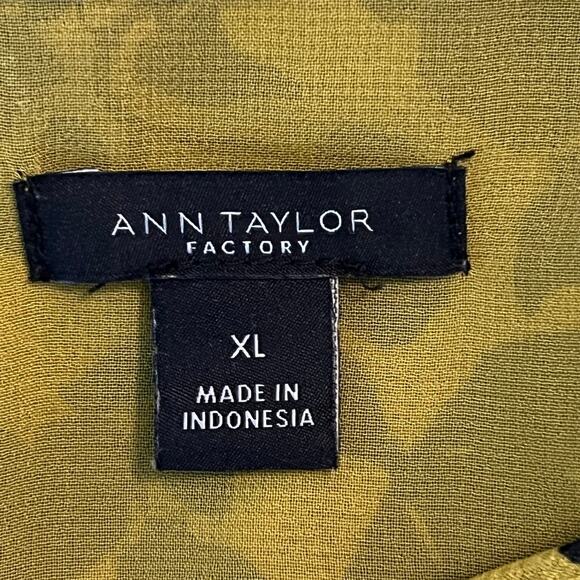 ANN TAYLOR
FACTORY
XL
MADE IN
INDONESIA